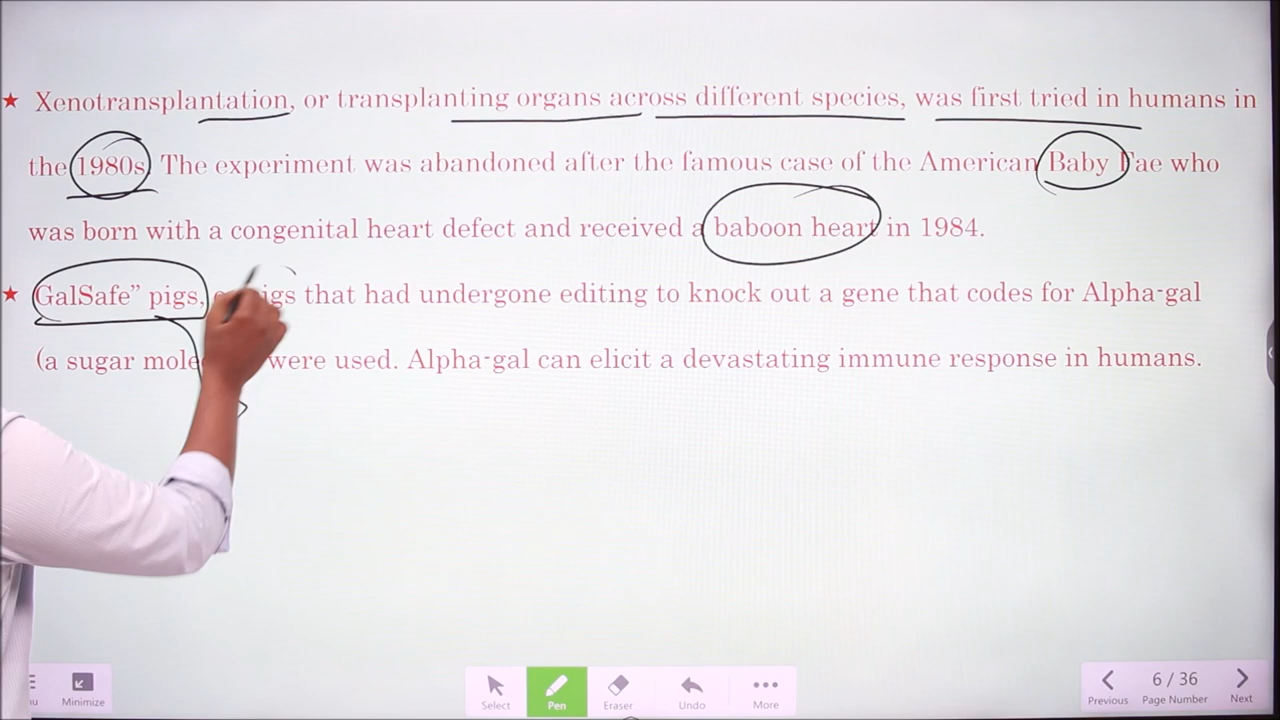 ★ Xenotransplantation, or transplanting organs across different species, was first tried in humans in
the 1980s. The experiment was abandoned after the famous case of the American Baby Fae who
was born with a congenital heart defect and received a baboon heart in 1984.
★ GalSafe” pigs, pigs that had undergone editing to knock out a gene that codes for Alpha-gal
(a sugar were used. Alpha-gal can elicit a devastating immune response in humans.
Minimize
Select
Pen
Eraser
Undo
More
Previous
6 / 36
Page Number
Next